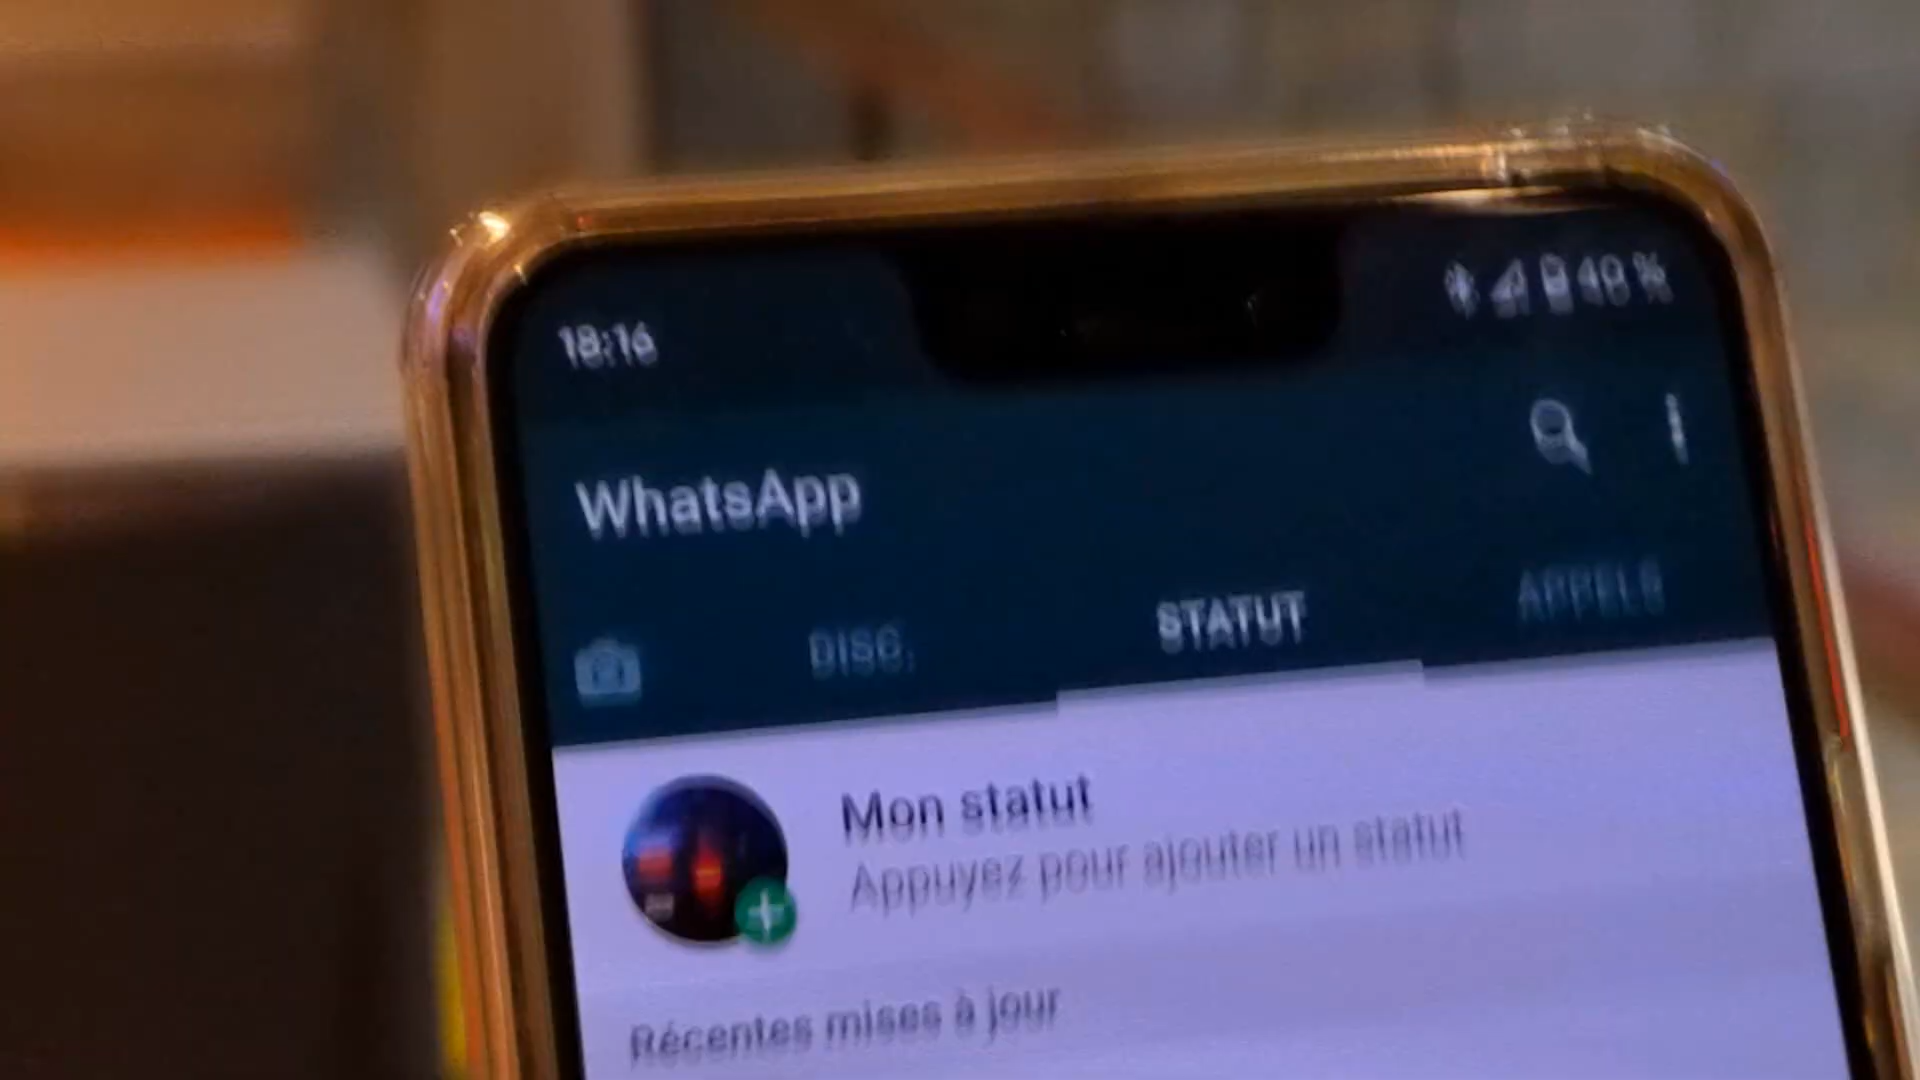 18:16 40 %
WhatsApp
DISC. STATUT APPELS
Mon statut
Appuyez pour ajouter un statut
Récentes mises à jour